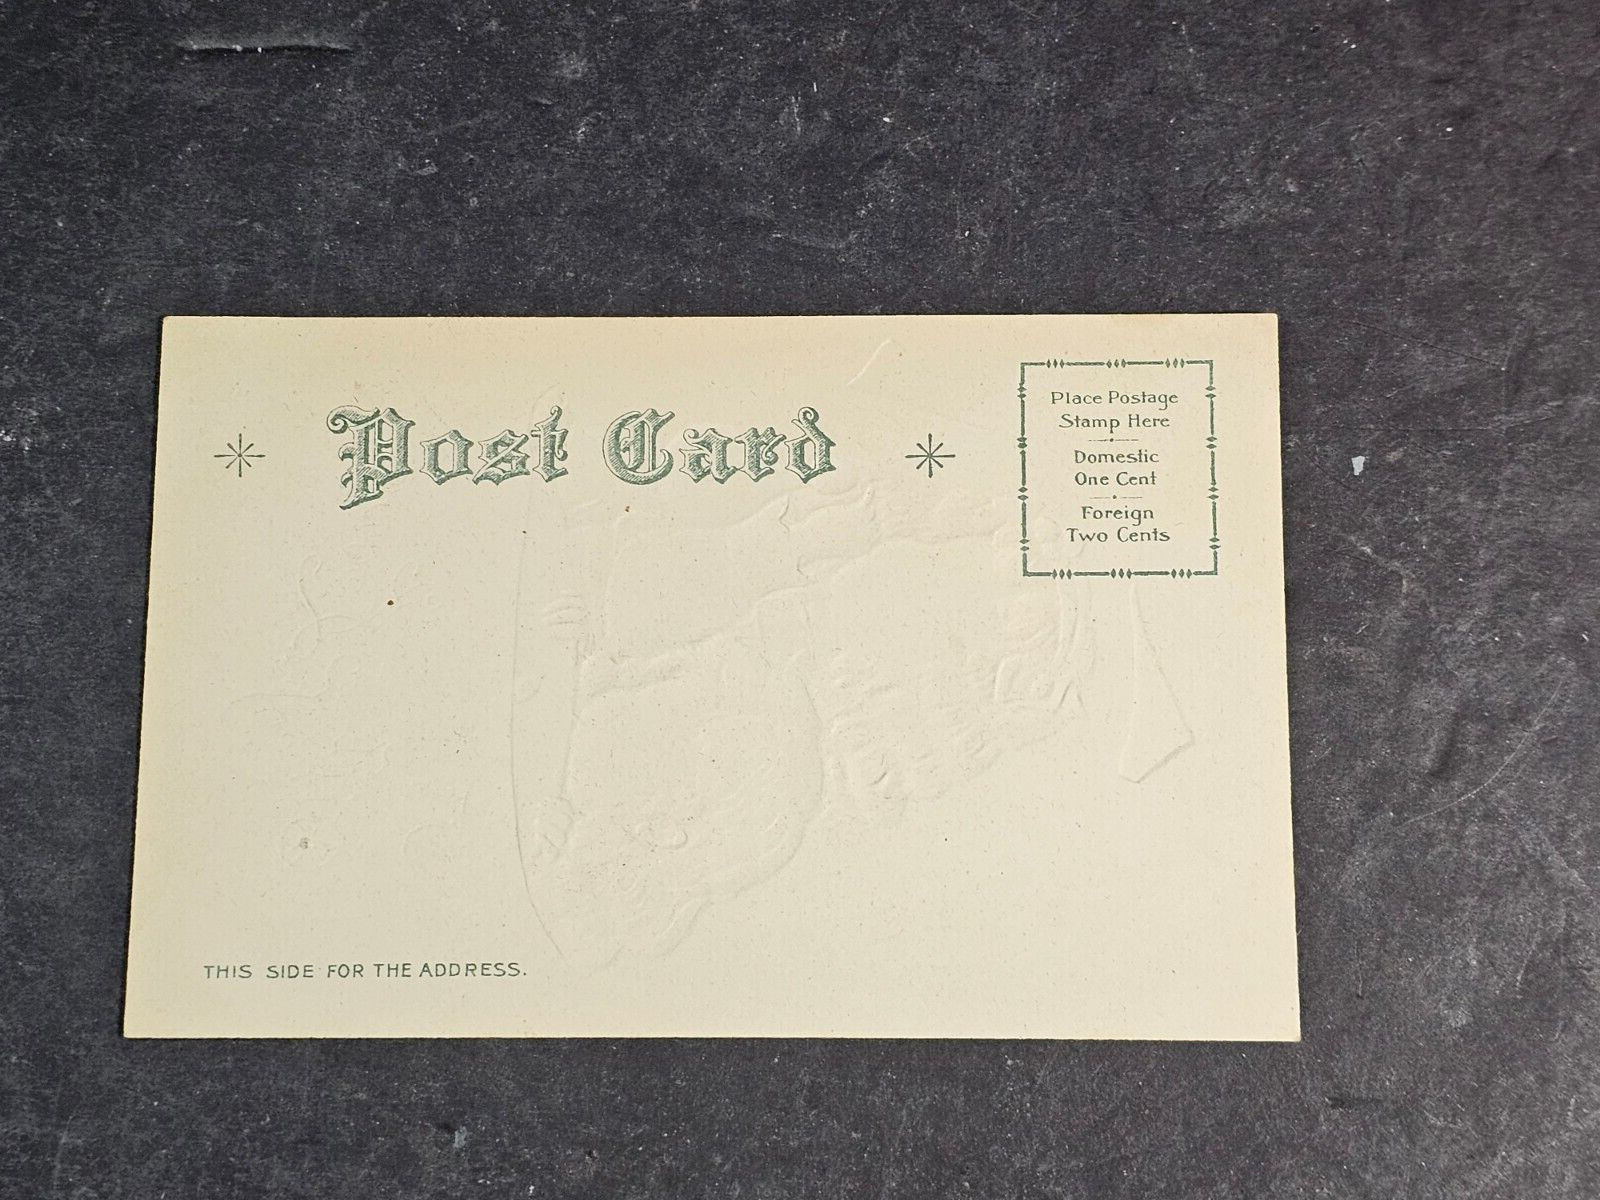 Post Card
Place Postage
Stamp Here
Domestic
One Cent
Foreign
Two Cents
THIS SIDE FOR THE ADDRESS.